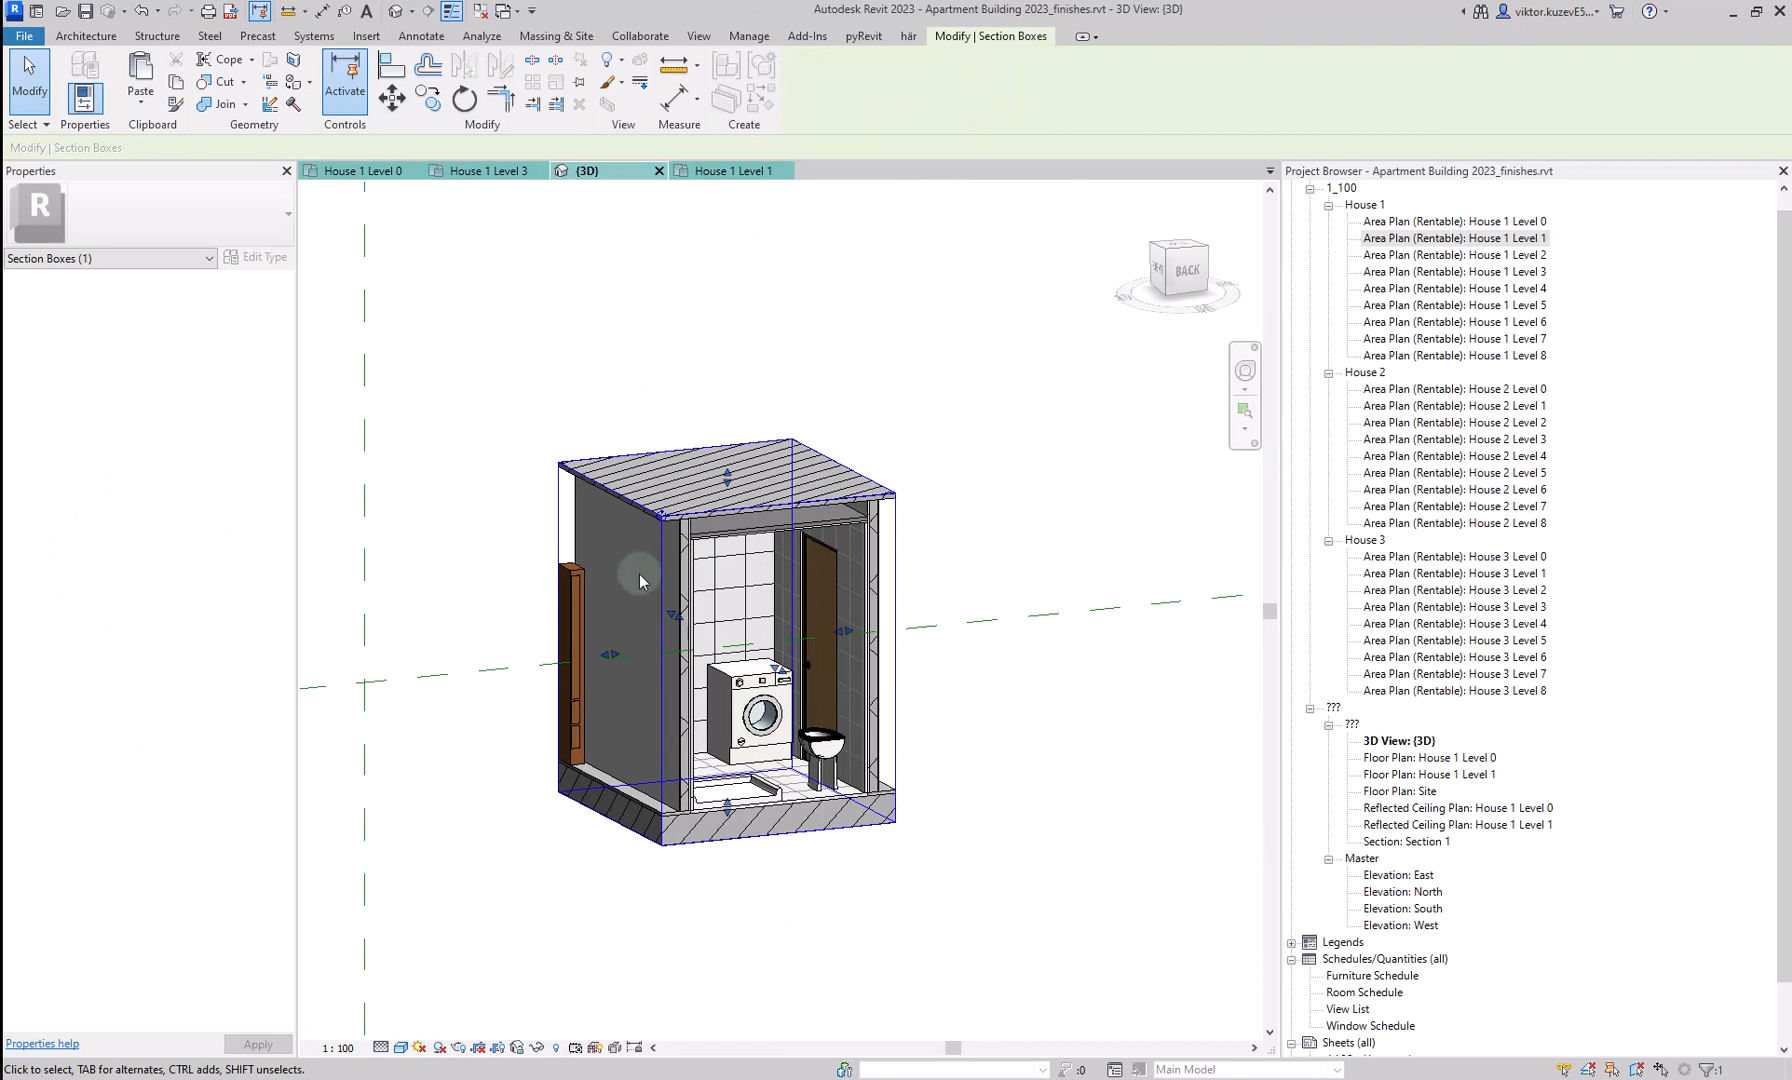 Autodesk Revit 2023 - Apartment Building 2023_finishes.rvt - 3D View: {3D}
viktor.kuzevE5...
File Architecture Structure Steel Precast Systems Insert Annotate Analyze Massing & Site Collaborate View Manage Add-Ins pyRevit här Modify | Section Boxes
Modify Cope Cut Join Paste Activate
Select Properties Clipboard Geometry Controls Modify View Measure Create
Modify | Section Boxes
Properties
House 1 Level 0 House 1 Level 3 {3D} House 1 Level 1
Project Browser - Apartment Building 2023_finishes.rvt
R
Section Boxes (1) Edit Type
BACK
1_100
House 1
Area Plan (Rentable): House 1 Level 0
Area Plan (Rentable): House 1 Level 1
Area Plan (Rentable): House 1 Level 2
Area Plan (Rentable): House 1 Level 3
Area Plan (Rentable): House 1 Level 4
Area Plan (Rentable): House 1 Level 5
Area Plan (Rentable): House 1 Level 6
Area Plan (Rentable): House 1 Level 7
Area Plan (Rentable): House 1 Level 8
House 2
Area Plan (Rentable): House 2 Level 0
Area Plan (Rentable): House 2 Level 1
Area Plan (Rentable): House 2 Level 2
Area Plan (Rentable): House 2 Level 3
Area Plan (Rentable): House 2 Level 4
Area Plan (Rentable): House 2 Level 5
Area Plan (Rentable): House 2 Level 6
Area Plan (Rentable): House 2 Level 7
Area Plan (Rentable): House 2 Level 8
House 3
Area Plan (Rentable): House 3 Level 0
Area Plan (Rentable): House 3 Level 1
Area Plan (Rentable): House 3 Level 2
Area Plan (Rentable): House 3 Level 3
Area Plan (Rentable): House 3 Level 4
Area Plan (Rentable): House 3 Level 5
Area Plan (Rentable): House 3 Level 6
Area Plan (Rentable): House 3 Level 7
Area Plan (Rentable): House 3 Level 8
???
???
3D View: {3D}
Floor Plan: House 1 Level 0
Floor Plan: House 1 Level 1
Floor Plan: Site
Reflected Ceiling Plan: House 1 Level 0
Reflected Ceiling Plan: House 1 Level 1
Section: Section 1
Master
Elevation: East
Elevation: North
Elevation: South
Elevation: West
Legends
Schedules/Quantities (all)
Furniture Schedule
Room Schedule
View List
Window Schedule
Sheets (all)
Properties help Apply
1 : 100
Click to select, TAB for alternates, CTRL adds, SHIFT unselects.
:0 Main Model :1